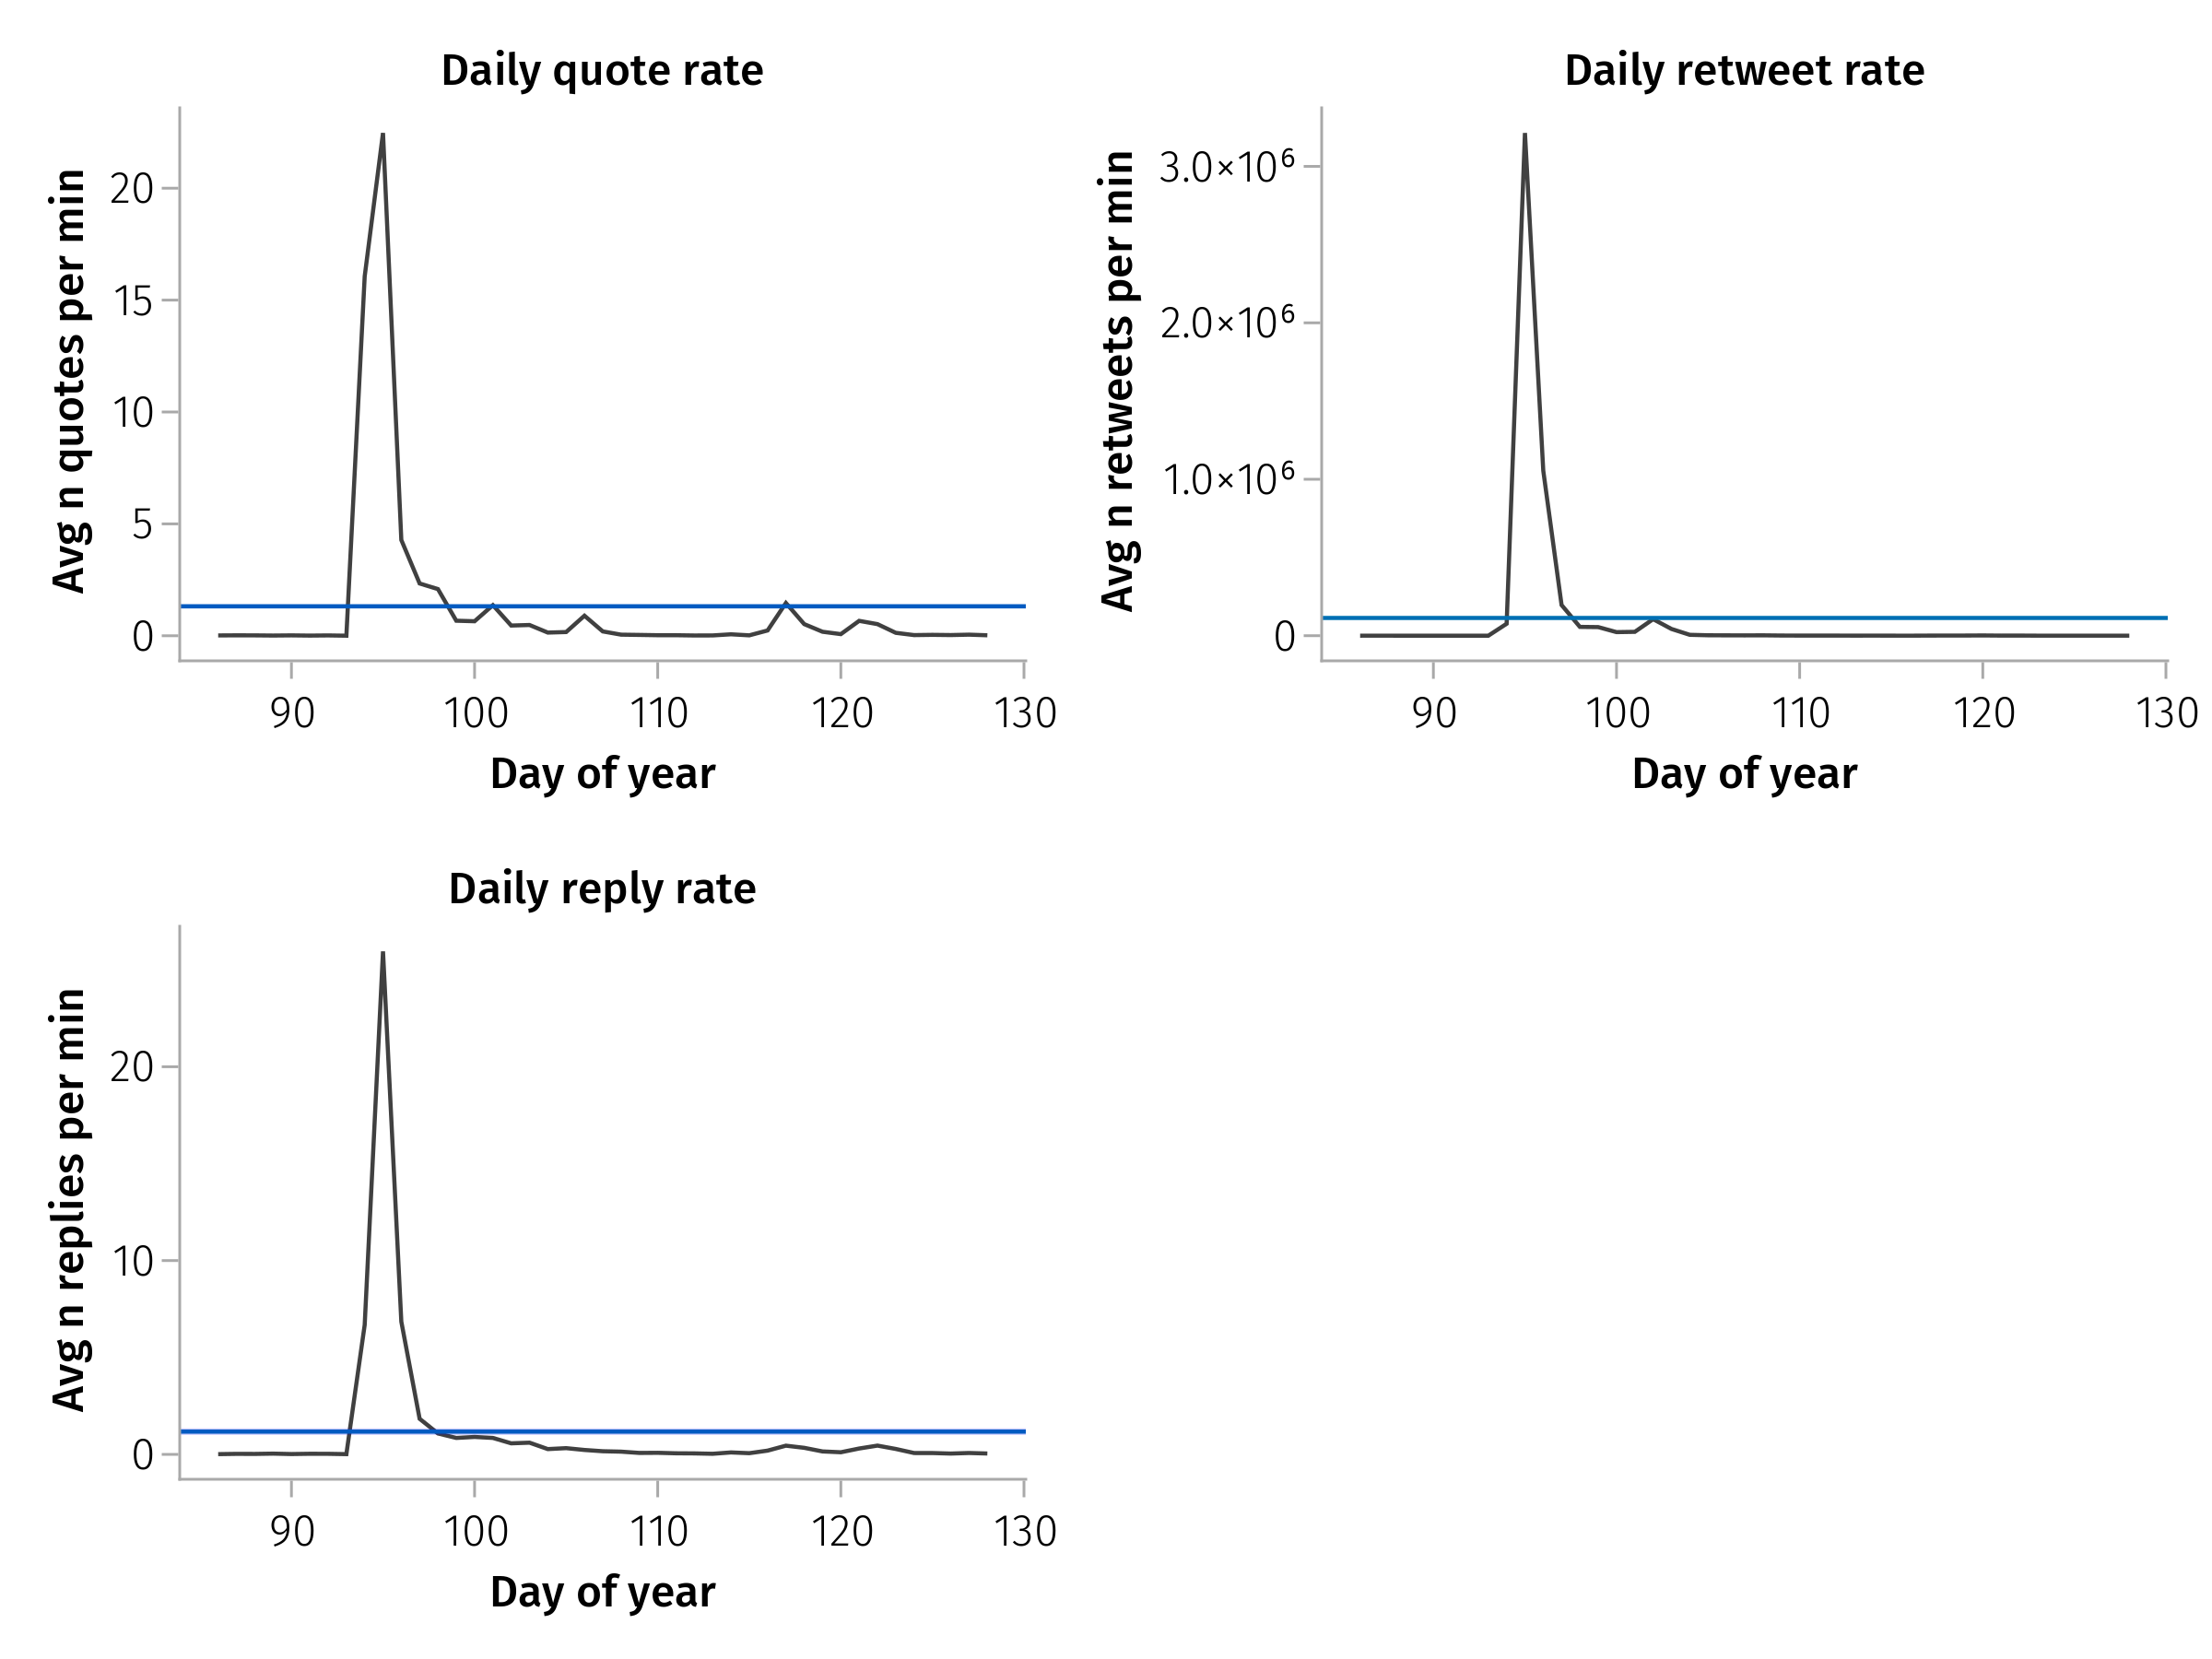 Daily quote rate
Avg n quotes per min
20
15
10
5
0
90 100 110 120 130
Day of year
Daily retweet rate
Avg n retweets per min
3.0×10⁶
2.0×10⁶
1.0×10⁶
0
90 100 110 120 130
Day of year
Daily reply rate
Avg n replies per min
20
10
0
90 100 110 120 130
Day of year